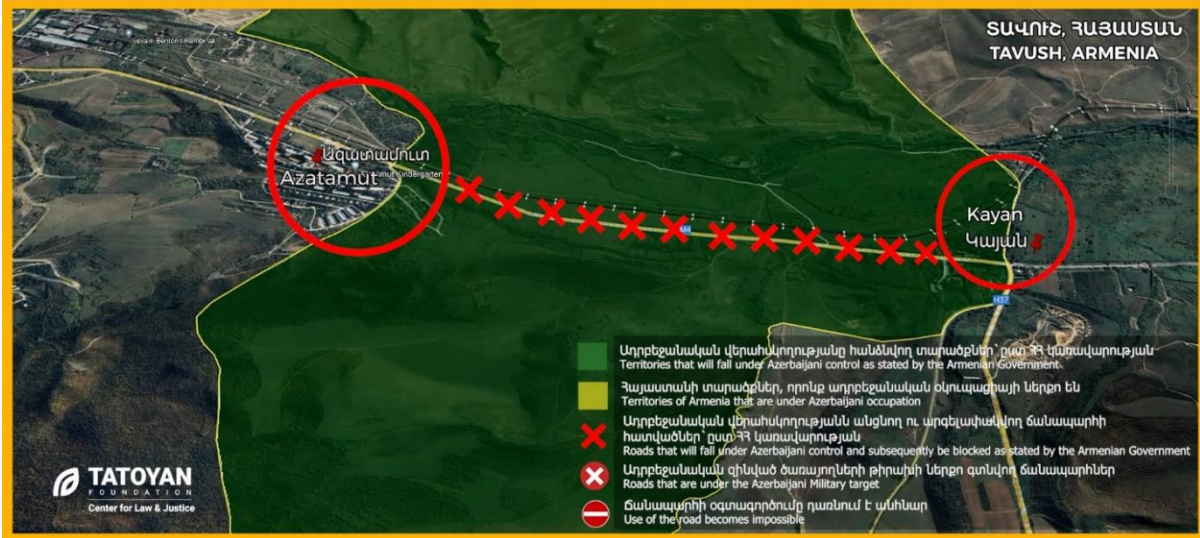 ՏԱՎՈՒՇ, ՀԱՅԱՍՏԱՆ
TAVUSH, ARMENIA
Ազատամուտ
Azatamut
Kindergarten
Kayan
Կայան
M4
H37
Ադրբեջանական վերահսկողությանը հանձնվող տարածքներ՝ ըստ ՀՀ կառավարության
Territories that will fall under Azerbaijani control as stated by the Armenian Government
Հայաստանի տարածքներ, որոնք ադրբեջանական օկուպացիայի ներքո են
Territories of Armenia that are under Azerbaijani occupation
Ադրբեջանական վերահսկողությանն անցնող ու արգելափակվող ճանապարհի
հատվածներ՝ ըստ ՀՀ կառավարության
Roads that will fall under Azerbaijani control and subsequently be blocked as stated by the Armenian Government
Ադրբեջանական զինված ծառայողների թիրախի ներքո գտնվող ճանապարհներ
Roads that are under the Azerbaijani Military target
Ճանապարհի օգտագործումը դառնում է անհնար
Use of the road becomes impossible
TATOYAN
FOUNDATION
Center for Law & Justice